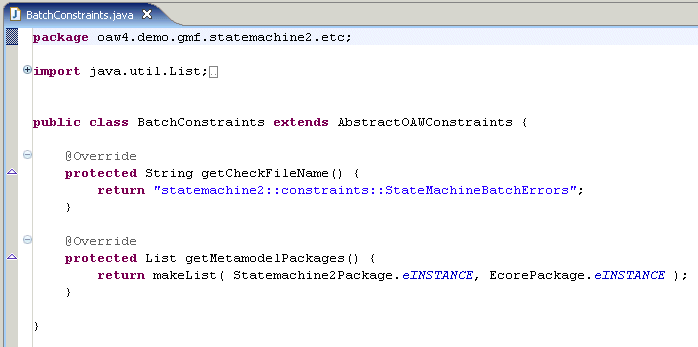 BatchConstraints.java
package oaw4.demo.gmf.statemachine2.etc;
import java.util.List;
public class BatchConstraints extends AbstractOAWConstraints {
@Override
protected String getCheckFileName() {
return "statemachine2::constraints::StateMachineBatchErrors";
}
@Override
protected List getMetamodelPackages() {
return makeList( Statemachine2Package.eINSTANCE, EcorePackage.eINSTANCE );
}
}